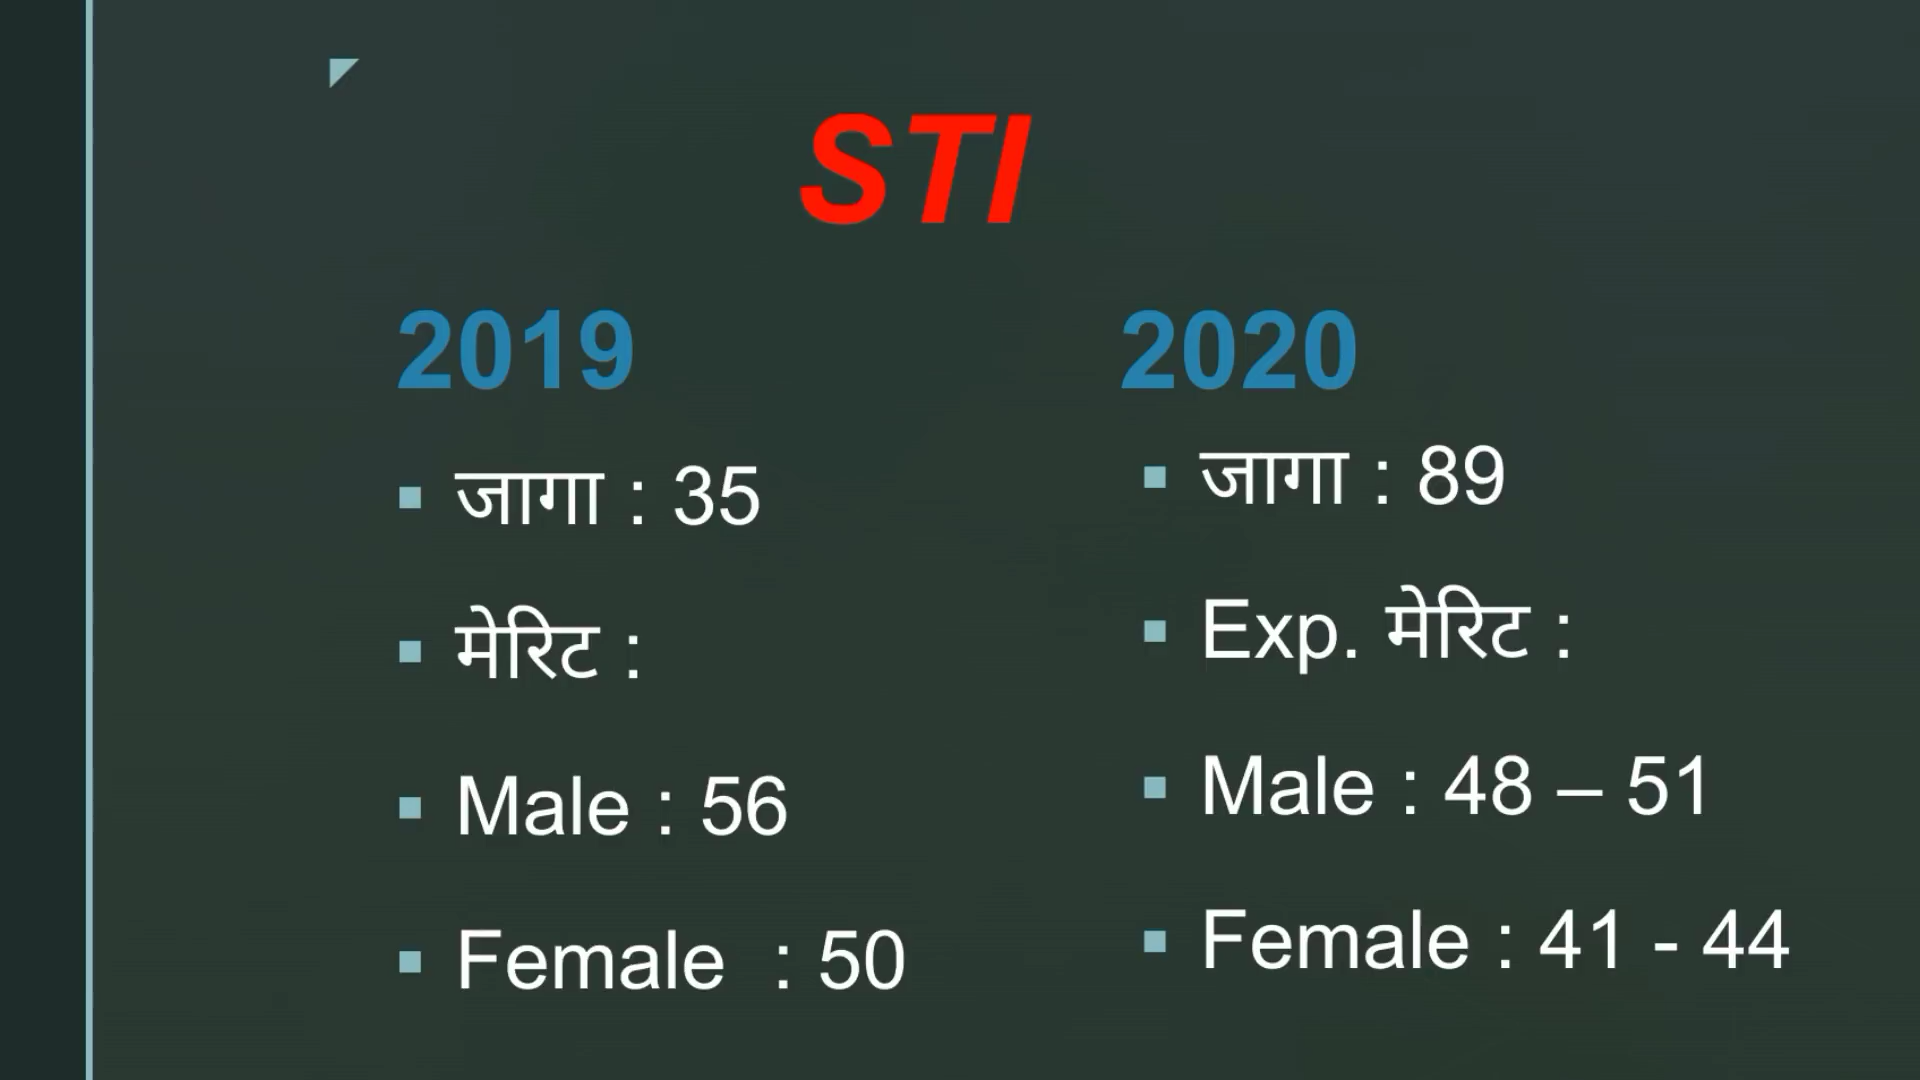 STI
2019
जागा : 35
मेरिट :
Male : 56
Female : 50
2020
जागा : 89
Exp. मेरिट :
Male : 48 – 51
Female : 41 - 44